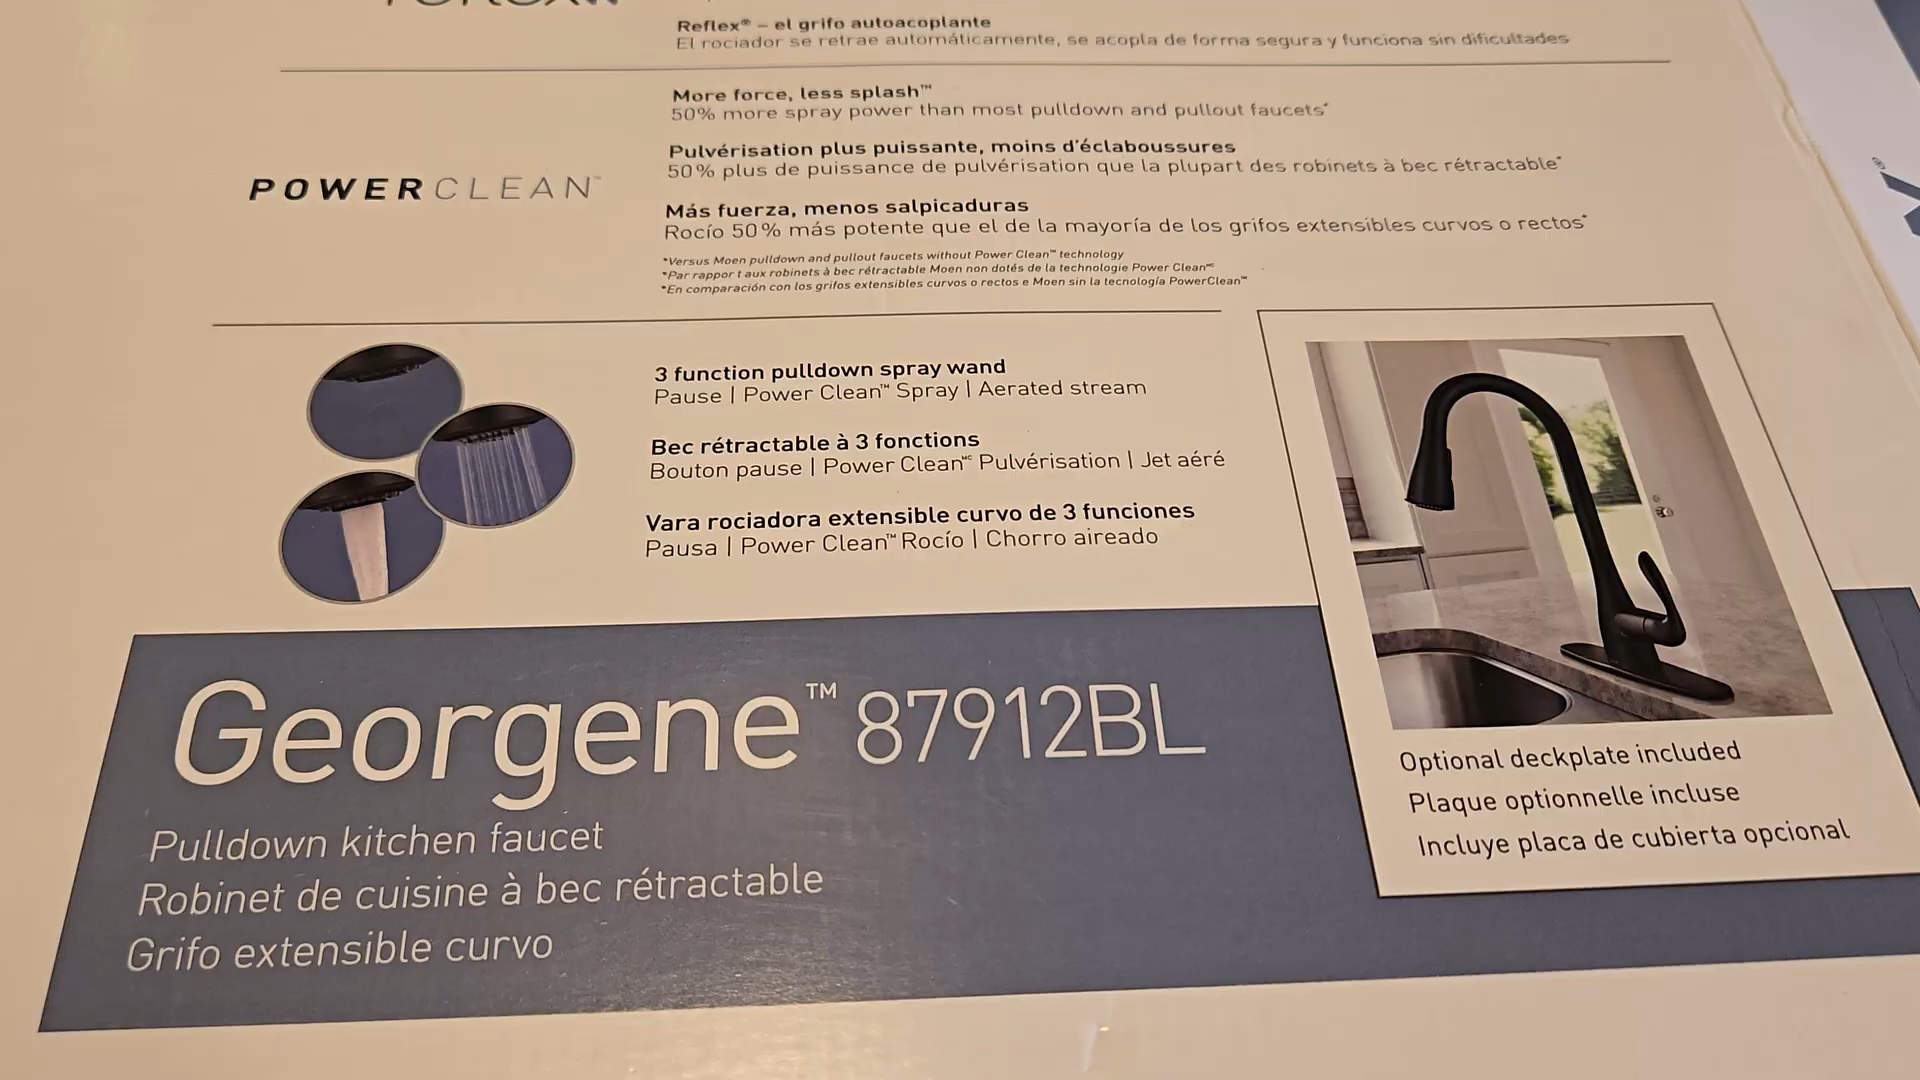 Reflex® – el grifo autoacoplante
El rociador se retrae automáticamente, se acopla de forma segura y funciona sin dificultades
POWERCLEAN™
More force, less splash™
50% more spray power than most pulldown and pullout faucets*
Pulvérisation plus puissante, moins d'éclaboussures
50% plus de puissance de pulvérisation que la plupart des robinets à bec rétractable*
Más fuerza, menos salpicaduras
Rocío 50% más potente que el de la mayoría de los grifos extensibles curvos o rectos*
*Versus Moen pulldown and pullout faucets without Power Clean™ technology
*Par rappor t aux robinets à bec rétractable Moen non dotés de la technologie Power Clean ᴹᶜ
*En comparación con los grifos extensibles curvos o rectos e Moen sin la tecnología PowerClean™
3 function pulldown spray wand
Pause | Power Clean™ Spray | Aerated stream
Bec rétractable à 3 fonctions
Bouton pause | Power Clean ᴹᶜ Pulvérisation | Jet aéré
Vara rociadora extensible curvo de 3 funciones
Pausa | Power Clean™ Rocío | Chorro aireado
Georgene™ 87912BL
Pulldown kitchen faucet
Robinet de cuisine à bec rétractable
Grifo extensible curvo
Optional deckplate included
Plaque optionnelle incluse
Incluye placa de cubierta opcional